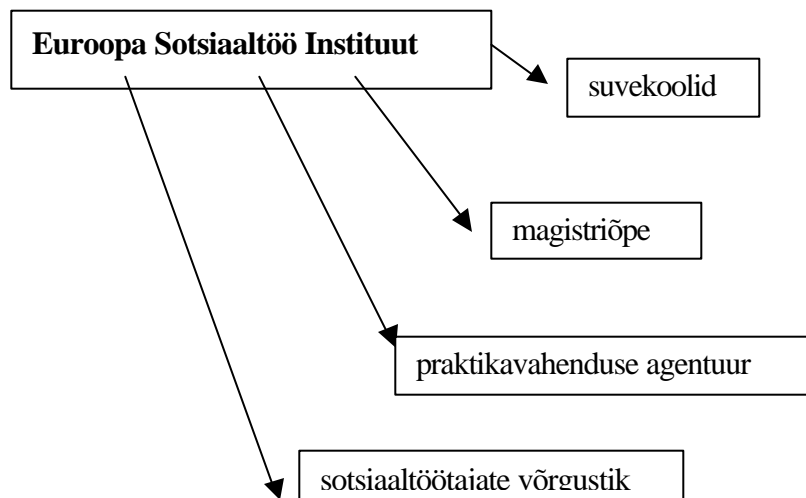 Euroopa Sotsiaaltöö Instituut
suvekoolid
magistriõpe
praktikavahenduse agentuur
sotsiaaltöötajate võrgustik